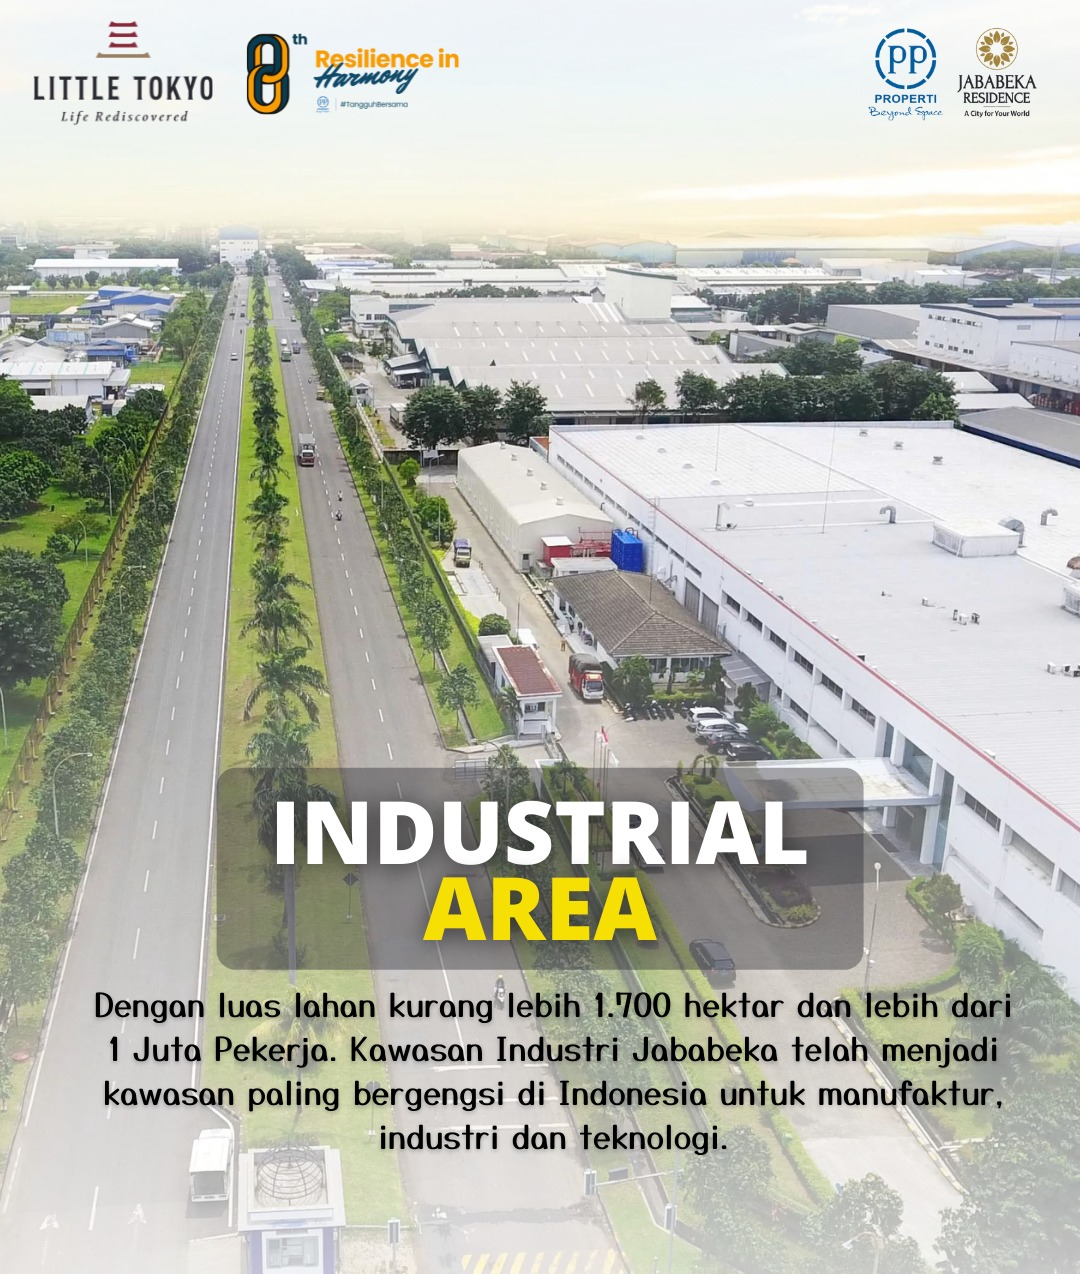 LITTLE TOKYO
Life Rediscovered
8th
Resilience in
Harmony
#TangguhBersama
PP
PROPERTI
Beyond Space
JABABEKA
RESIDENCE
A City for Your World
INDUSTRIAL
AREA
Dengan luas lahan kurang lebih 1.700 hektar dan lebih dari
1 Juta Pekerja. Kawasan Industri Jababeka telah menjadi
kawasan paling bergengsi di Indonesia untuk manufaktur,
industri dan teknologi.